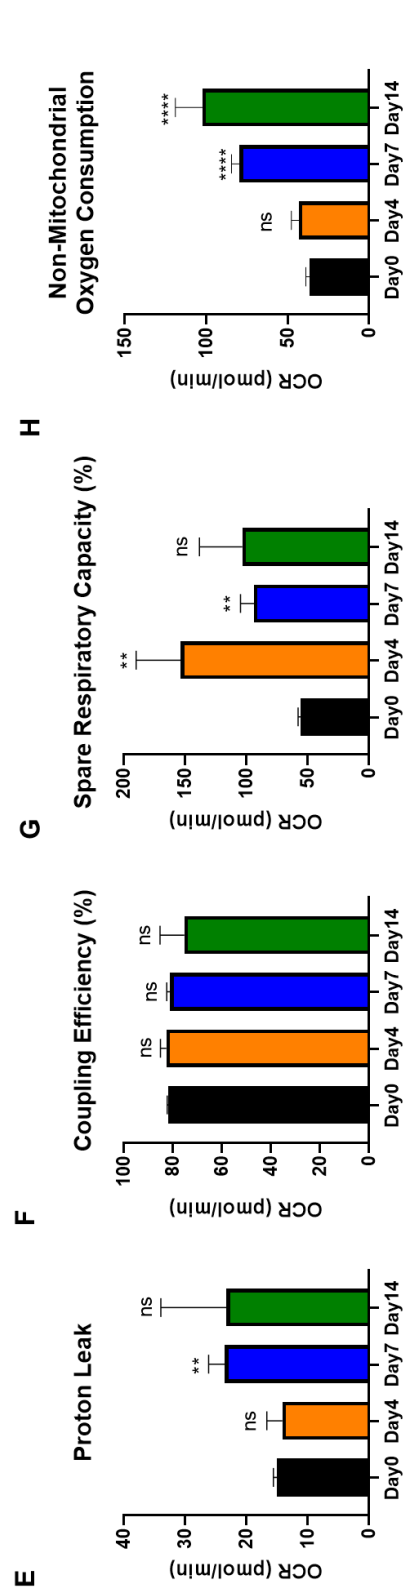 E
Proton Leak
OCR (pmol/min)
40
30
20
10
0
ns
**
ns
Day0 Day4 Day7 Day14
F
Coupling Efficiency (%)
OCR (pmol/min)
100
80
60
40
20
0
ns
ns
ns
Day0 Day4 Day7 Day14
G
Spare Respiratory Capacity (%)
OCR (pmol/min)
200
150
100
50
0
**
**
ns
Day0 Day4 Day7 Day14
H
Non-Mitochondrial
Oxygen Consumption
OCR (pmol/min)
150
100
50
0
ns
****
****
Day0 Day4 Day7 Day14